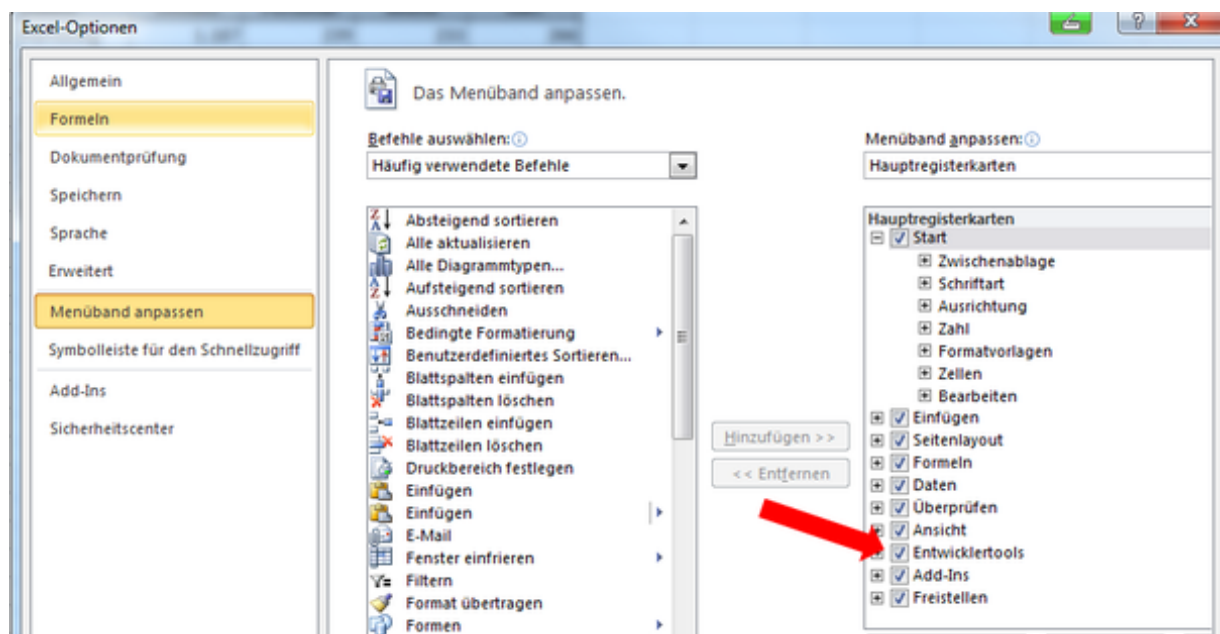 Excel-Optionen
Allgemein
Formeln
Dokumentprüfung
Speichern
Sprache
Erweitert
Menüband anpassen
Symbolleiste für den Schnellzugriff
Add-Ins
Sicherheitscenter
Das Menüband anpassen.
Befehle auswählen:
Häufig verwendete Befehle
Absteigend sortieren
Alle aktualisieren
Alle Diagrammtypen...
Aufsteigend sortieren
Ausschneiden
Bedingte Formatierung
Benutzerdefiniertes Sortieren...
Blattspalten einfügen
Blattspalten löschen
Blattzeilen einfügen
Blattzeilen löschen
Druckbereich festlegen
Einfügen
Einfügen
E-Mail
Fenster einfrieren
Filtern
Format übertragen
Formen
Hinzufügen >>
<< Entfernen
Menüband anpassen:
Hauptregisterkarten
Hauptregisterkarten
Start
Zwischenablage
Schriftart
Ausrichtung
Zahl
Formatvorlagen
Zellen
Bearbeiten
Einfügen
Seitenlayout
Formeln
Daten
Überprüfen
Ansicht
Entwicklertools
Add-Ins
Freistellen